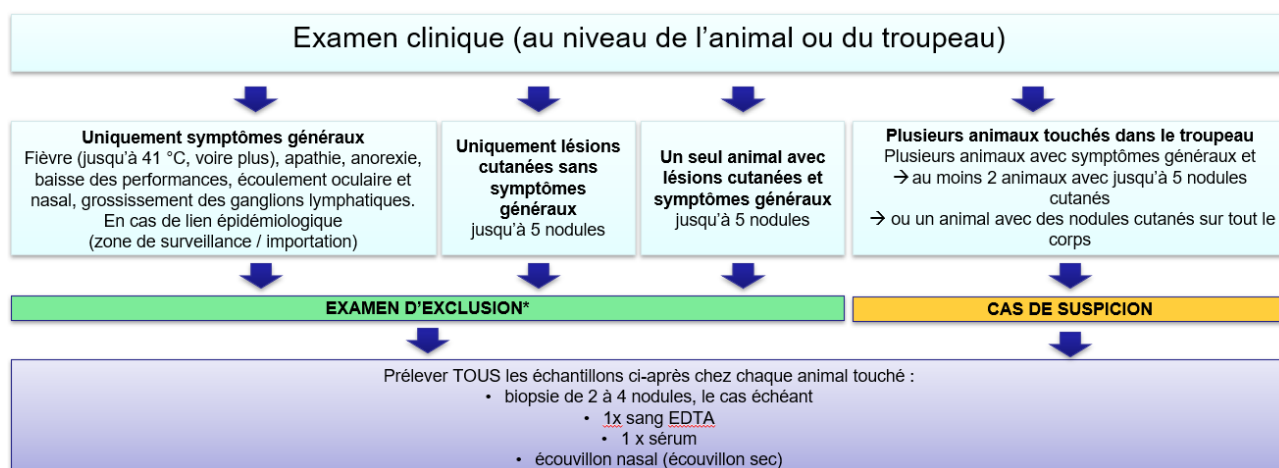 Examen clinique (au niveau de l’animal ou du troupeau)
Uniquement symptômes généraux
Fièvre (jusqu’à 41 °C, voire plus), apathie, anorexie,
baisse des performances, écoulement oculaire et
nasal, grossissement des ganglions lymphatiques.
En cas de lien épidémiologique
(zone de surveillance / importation)
Uniquement lésions
cutanées sans
symptômes
généraux
jusqu’à 5 nodules
Un seul animal avec
lésions cutanées et
symptômes généraux
jusqu’à 5 nodules
Plusieurs animaux touchés dans le troupeau
Plusieurs animaux avec symptômes généraux et
→ au moins 2 animaux avec jusqu’à 5 nodules
cutanés
→ ou un animal avec des nodules cutanés sur tout le
corps
EXAMEN D’EXCLUSION*
CAS DE SUSPICION
Prélever TOUS les échantillons ci-après chez chaque animal touché :
• biopsie de 2 à 4 nodules, le cas échéant
• 1x sang EDTA
• 1 x sérum
• écouvillon nasal (écouvillon sec)